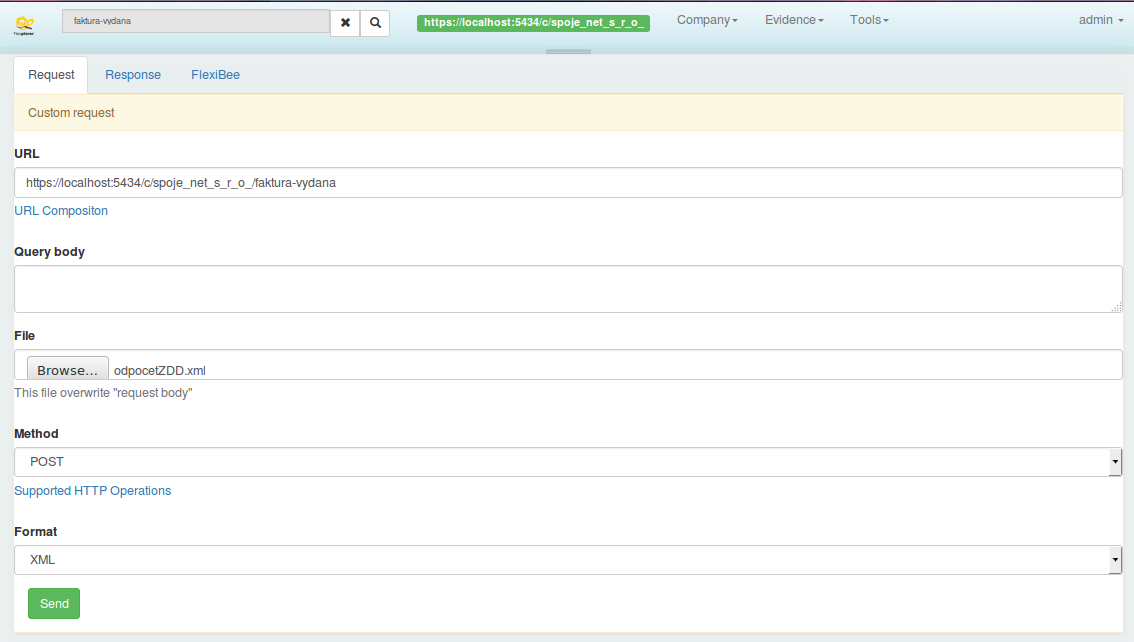 Flexiplorer
faktura-vydana
https://localhost:5434/c/spoje_net_s_r_o_
Company
Evidence
Tools
admin
Request
Response
FlexiBee
Custom request
URL
https://localhost:5434/c/spoje_net_s_r_o_/faktura-vydana
URL Compositon
Query body
File
Browse...
odpocetZDD.xml
This file overwrite "request body"
Method
POST
Supported HTTP Operations
Format
XML
Send